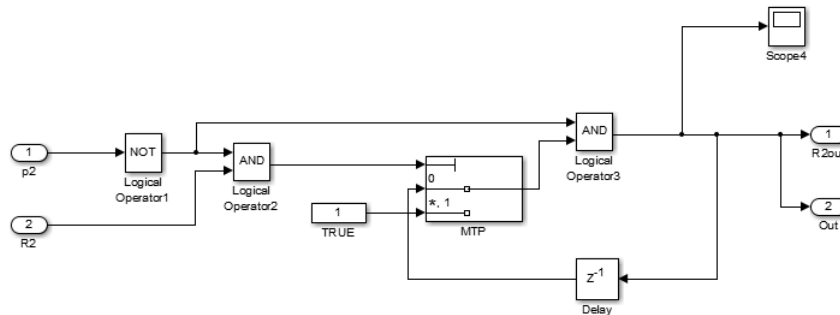 Scope4
1
p2
NOT
Logical
Operator1
AND
Logical
Operator2
2
R2
1
TRUE
0
*, 1
MTP
AND
Logical
Operator3
Z-1
Delay
1
R2ou
2
Out